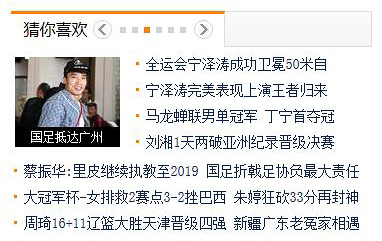 猜你喜欢
全运会宁泽涛成功卫冕50米自
宁泽涛完美表现上演王者归来
马龙蝉联男单冠军 丁宁首夺冠
刘湘1天两破亚洲纪录晋级决赛
国足抵达广州
蔡振华:里皮继续执教至2019 国足折戟足协负最大责任
大冠军杯-女排救2赛点3-2挫巴西 朱婷狂砍33分再封神
周琦16+11辽篮大胜天津晋级四强 新疆广东老冤家相遇